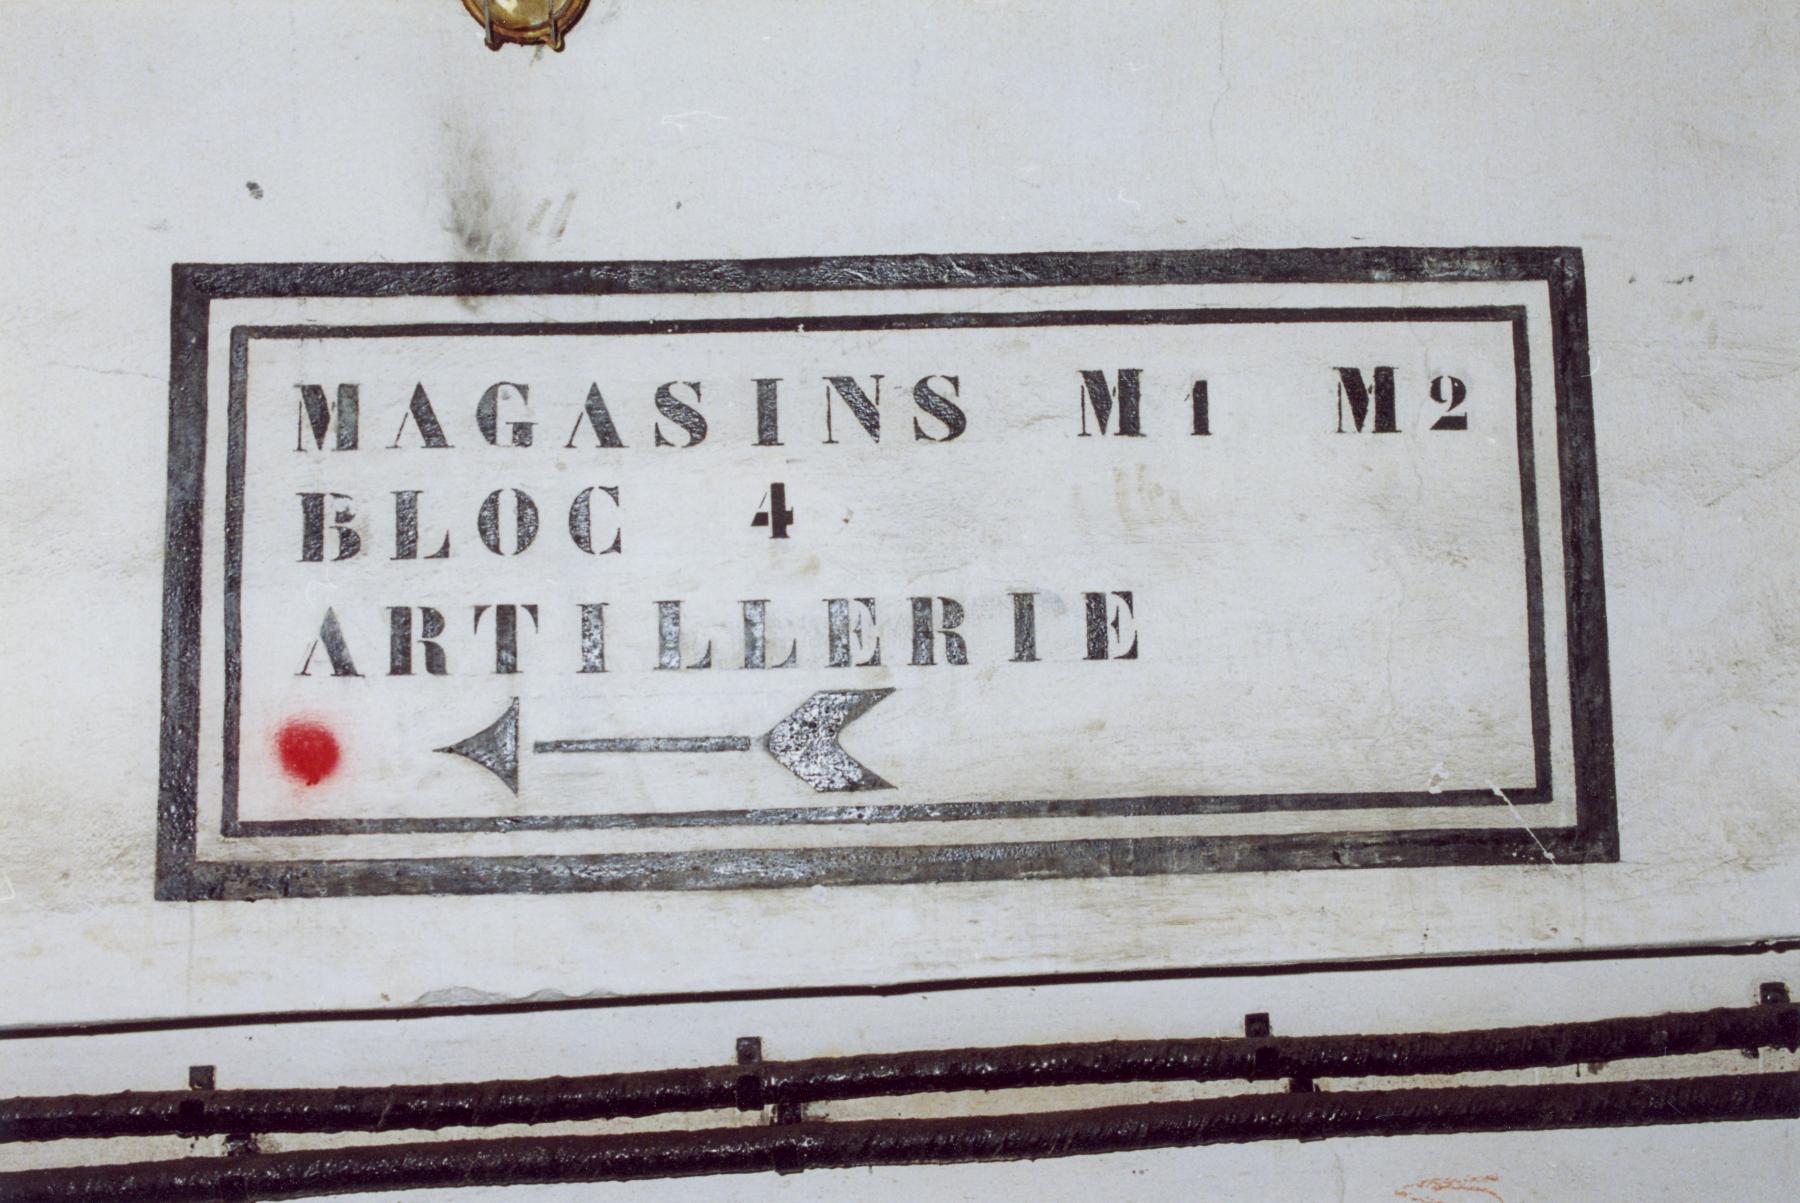 MAGASINS M1 M2
BLOC 4
ARTILLERIE